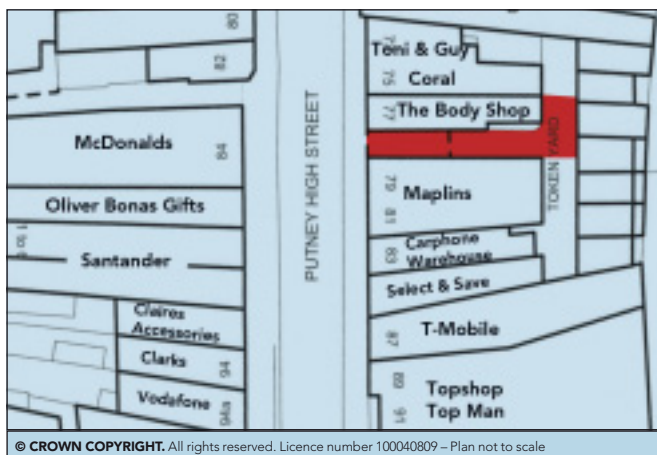 80
82
McDonalds
84
Oliver Bonas Gifts
Santander
Claires
Accessories
Clarks
94
Vodafone
94a
PUTNEY HIGH STREET
Toni & Guy
75
Coral
77
The Body Shop
TOKEN YARD
79
81
Maplins
83
Carphone
Warehouse
Select & Save
87
T-Mobile
89
91
Topshop
Top Man
© CROWN COPYRIGHT. All rights reserved. Licence number 100040809 – Plan not to scale